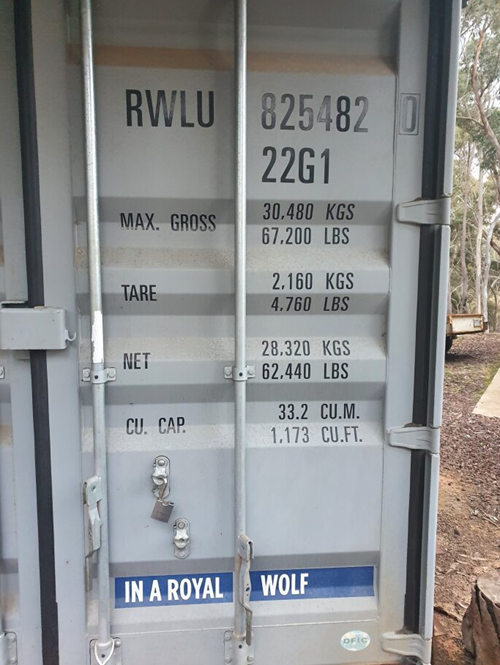 RWLU 825482 0
22G1
MAX. GROSS 30,480 KGS
67,200 LBS
TARE 2,160 KGS
4,760 LBS
NET 28,320 KGS
62,440 LBS
CU. CAP. 33.2 CU.M.
1,173 CU.FT.
IN A ROYAL WOLF
DFIC